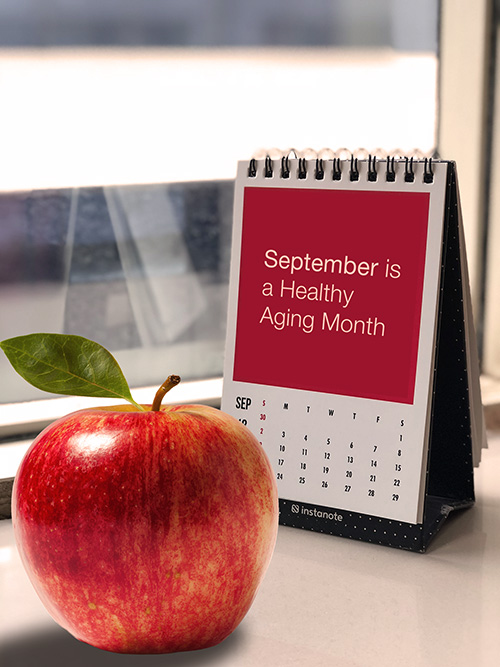 September is
a Healthy
Aging Month
SEP S M T W T F S
30 1
2 3 4 5 6 7 8
10 11 12 13 14 15
17 18 19 20 21 22
24 25 26 27 28 29
instanote